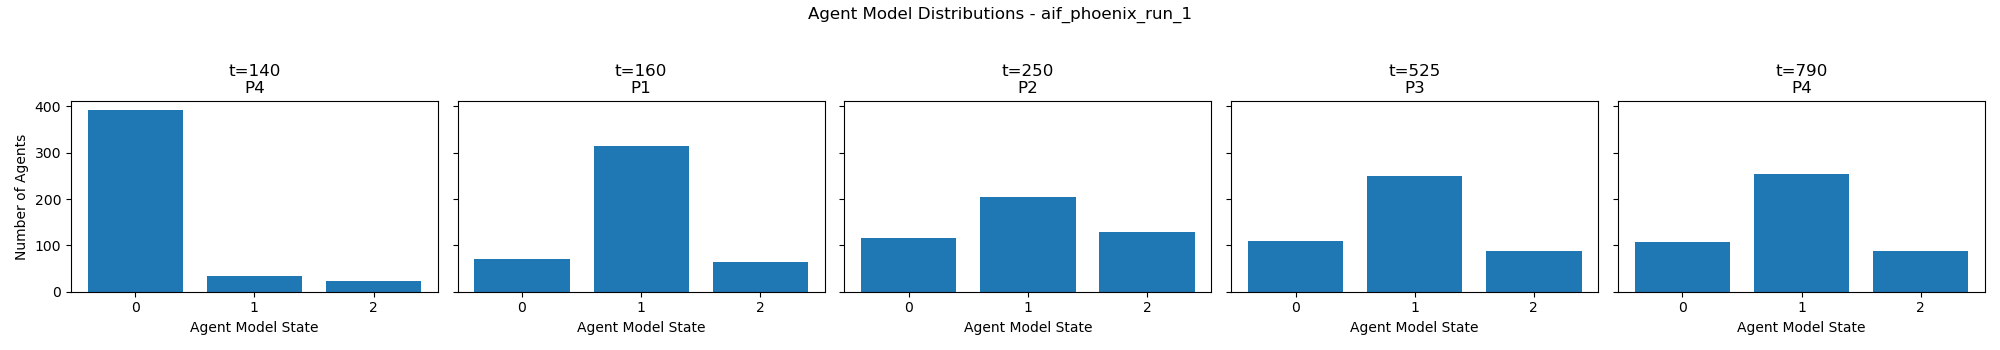 Agent Model Distributions - aif_phoenix_run_1
t=140
P4
t=160
P1
t=250
P2
t=525
P3
t=790
P4
Number of Agents
400
300
200
100
0
0 1 2
Agent Model State
0 1 2
Agent Model State
0 1 2
Agent Model State
0 1 2
Agent Model State
0 1 2
Agent Model State